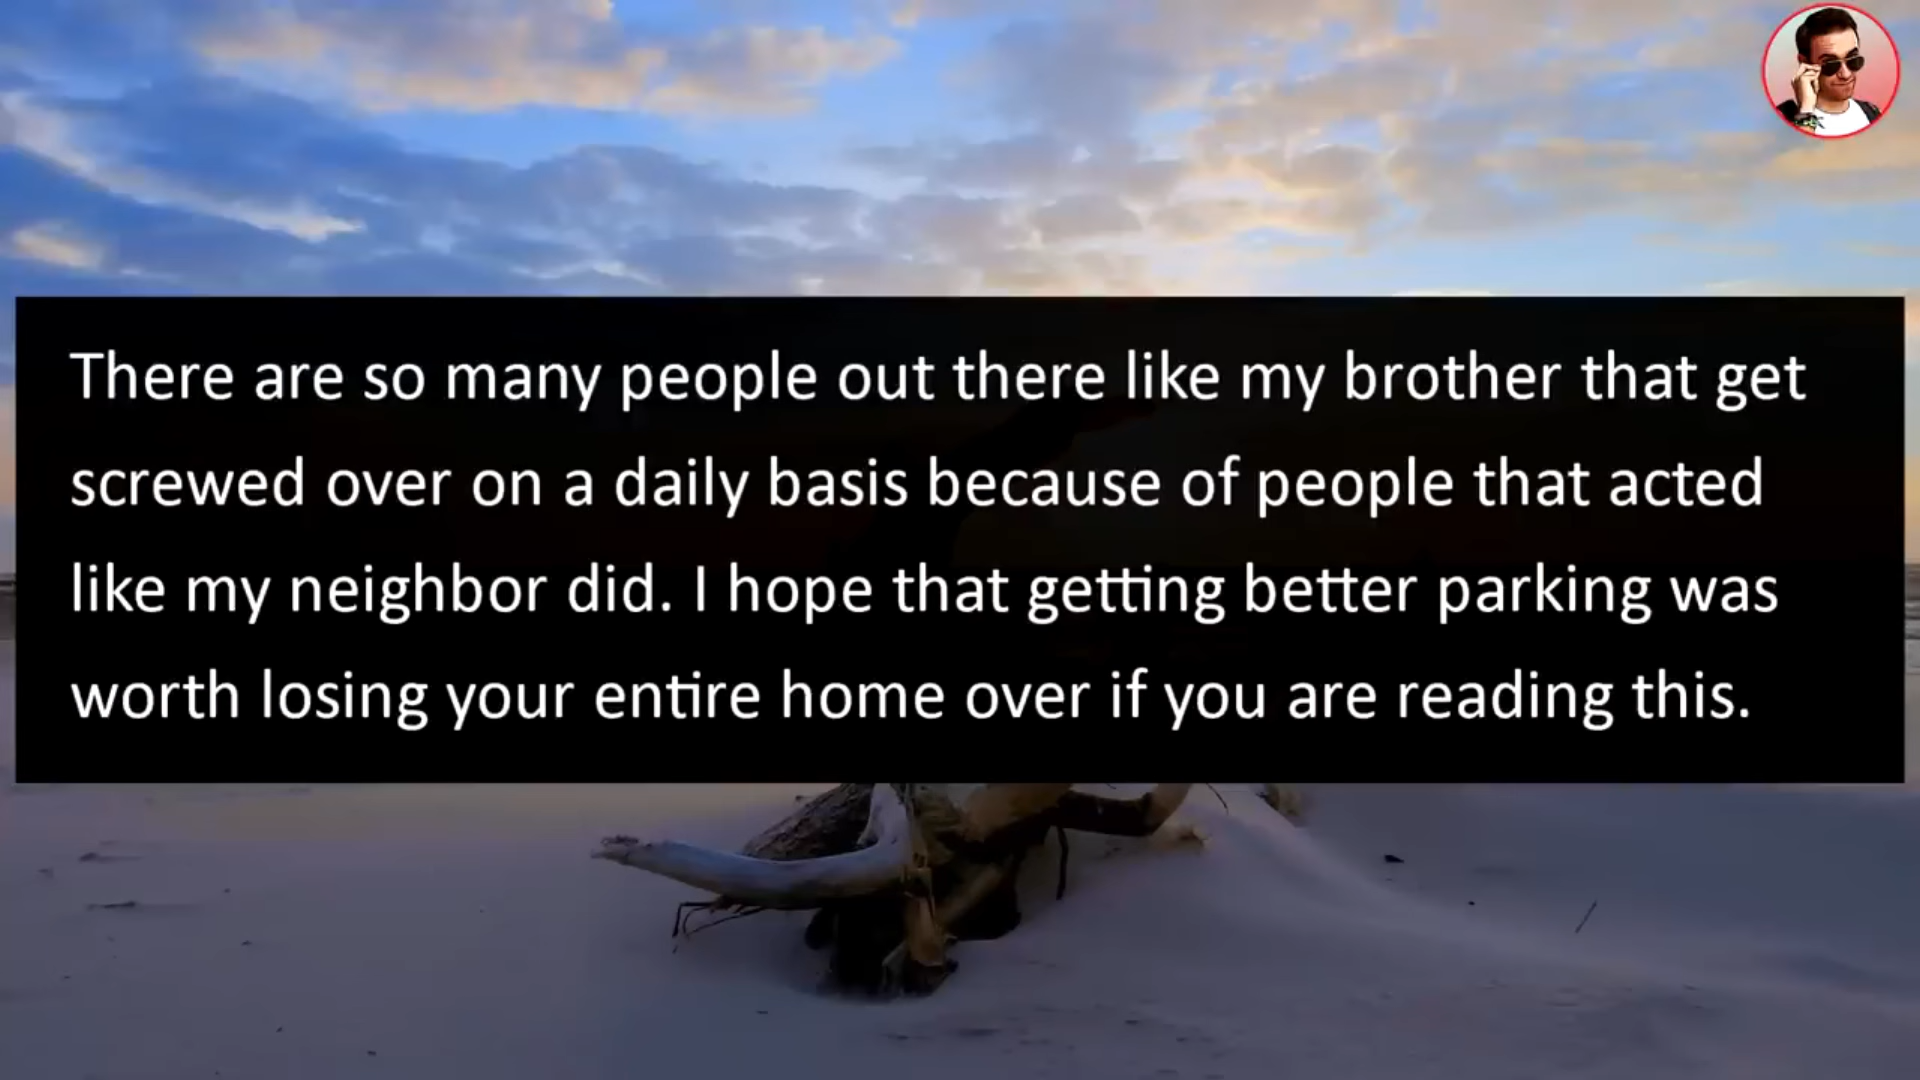 There are so many people out there like my brother that get
screwed over on a daily basis because of people that acted
like my neighbor did. I hope that getting better parking was
worth losing your entire home over if you are reading this.